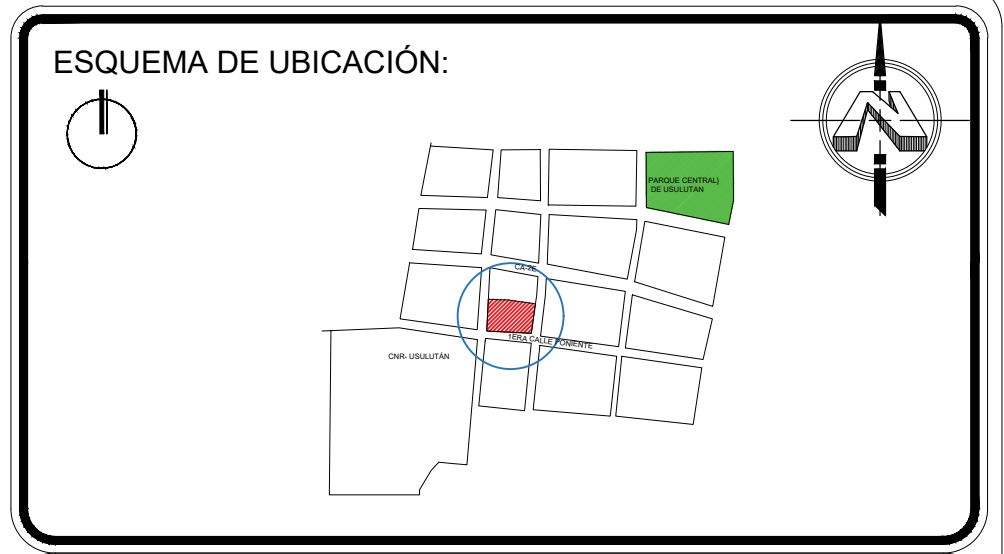 ESQUEMA DE UBICACIÓN:
N
PARQUE CENTRAL}
DE USULUTAN
CA-2E
1ERA CALLE PONIENTE
CNR- USULUTÁN